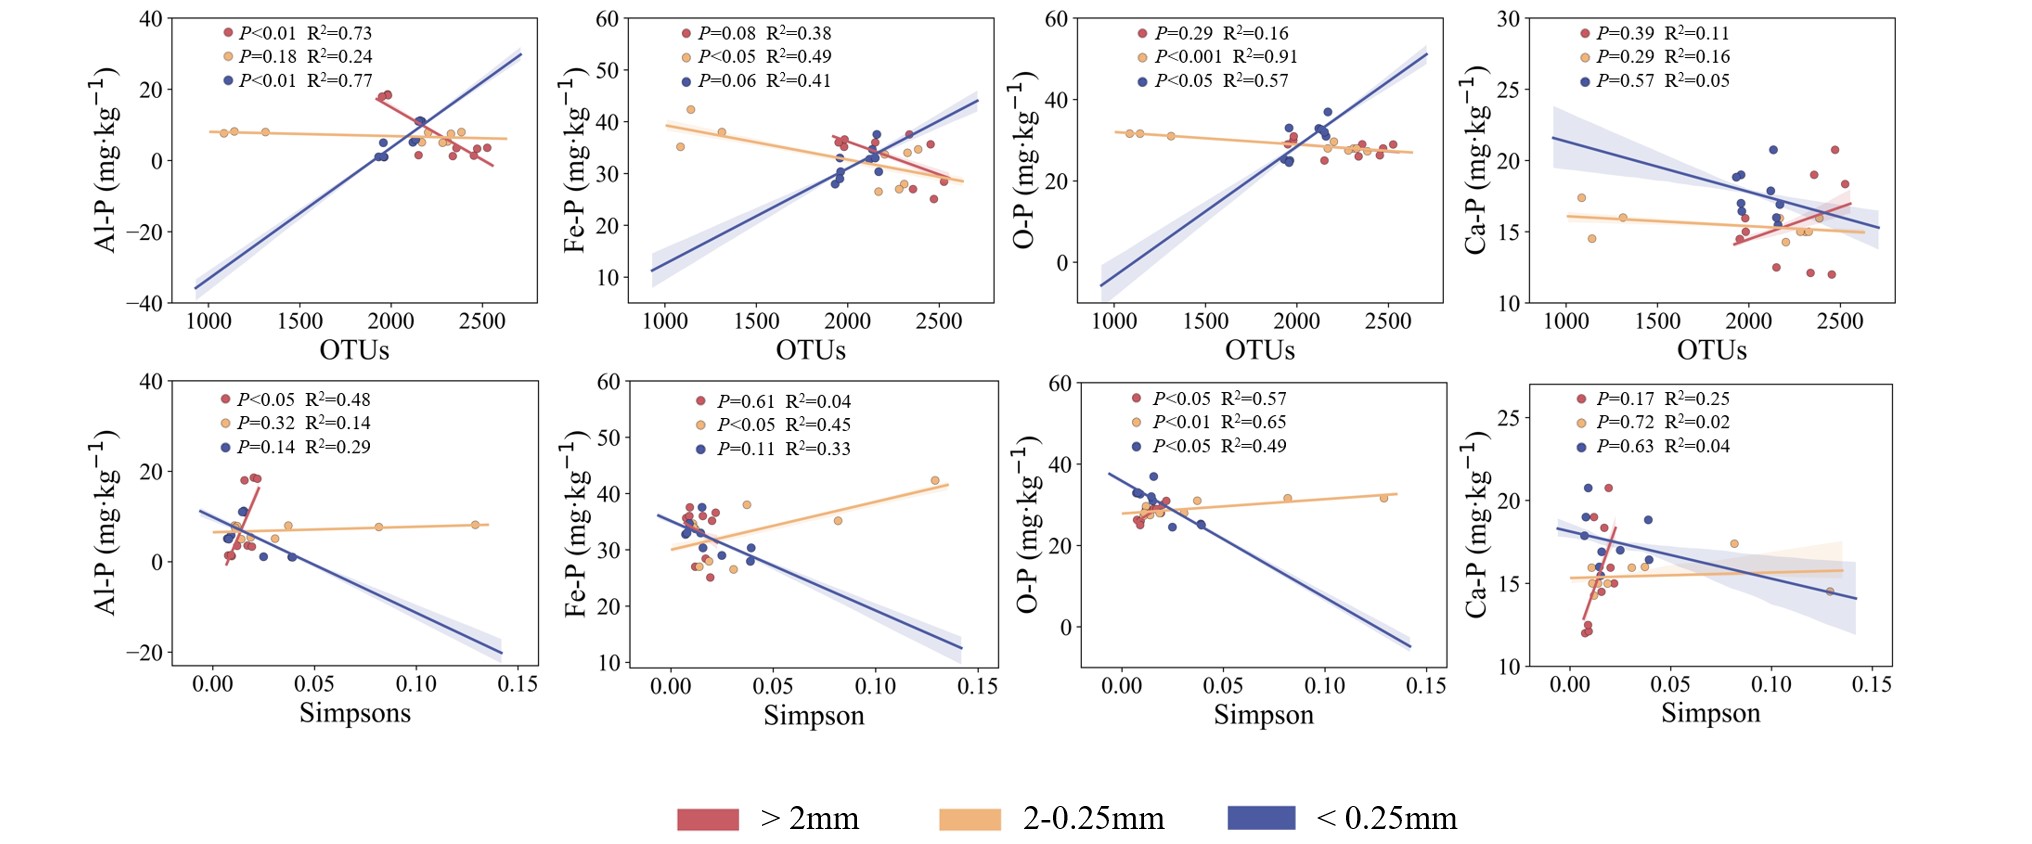 Al-P (mg·kg⁻¹)
40
20
0
−20
−40
P<0.01 R²=0.73
P=0.18 R²=0.24
P<0.01 R²=0.77
1000 1500 2000 2500
OTUs
Fe-P (mg·kg⁻¹)
60
50
40
30
20
10
P=0.08 R²=0.38
P<0.05 R²=0.49
P=0.06 R²=0.41
1000 1500 2000 2500
OTUs
O-P (mg·kg⁻¹)
60
40
20
0
P=0.29 R²=0.16
P<0.001 R²=0.91
P<0.05 R²=0.57
1000 1500 2000 2500
OTUs
Ca-P (mg·kg⁻¹)
30
25
20
15
10
P=0.39 R²=0.11
P=0.29 R²=0.16
P=0.57 R²=0.05
1000 1500 2000 2500
OTUs
Al-P (mg·kg⁻¹)
40
20
0
−20
P<0.05 R²=0.48
P=0.32 R²=0.14
P=0.14 R²=0.29
0.00 0.05 0.10 0.15
Simpsons
Fe-P (mg·kg⁻¹)
60
50
40
30
20
10
P=0.61 R²=0.04
P<0.05 R²=0.45
P=0.11 R²=0.33
0.00 0.05 0.10 0.15
Simpson
O-P (mg·kg⁻¹)
60
40
20
0
P<0.05 R²=0.57
P<0.01 R²=0.65
P<0.05 R²=0.49
0.00 0.05 0.10 0.15
Simpson
Ca-P (mg·kg⁻¹)
25
20
15
10
P=0.17 R²=0.25
P=0.72 R²=0.02
P=0.63 R²=0.04
0.00 0.05 0.10 0.15
Simpson
> 2mm 2-0.25mm < 0.25mm